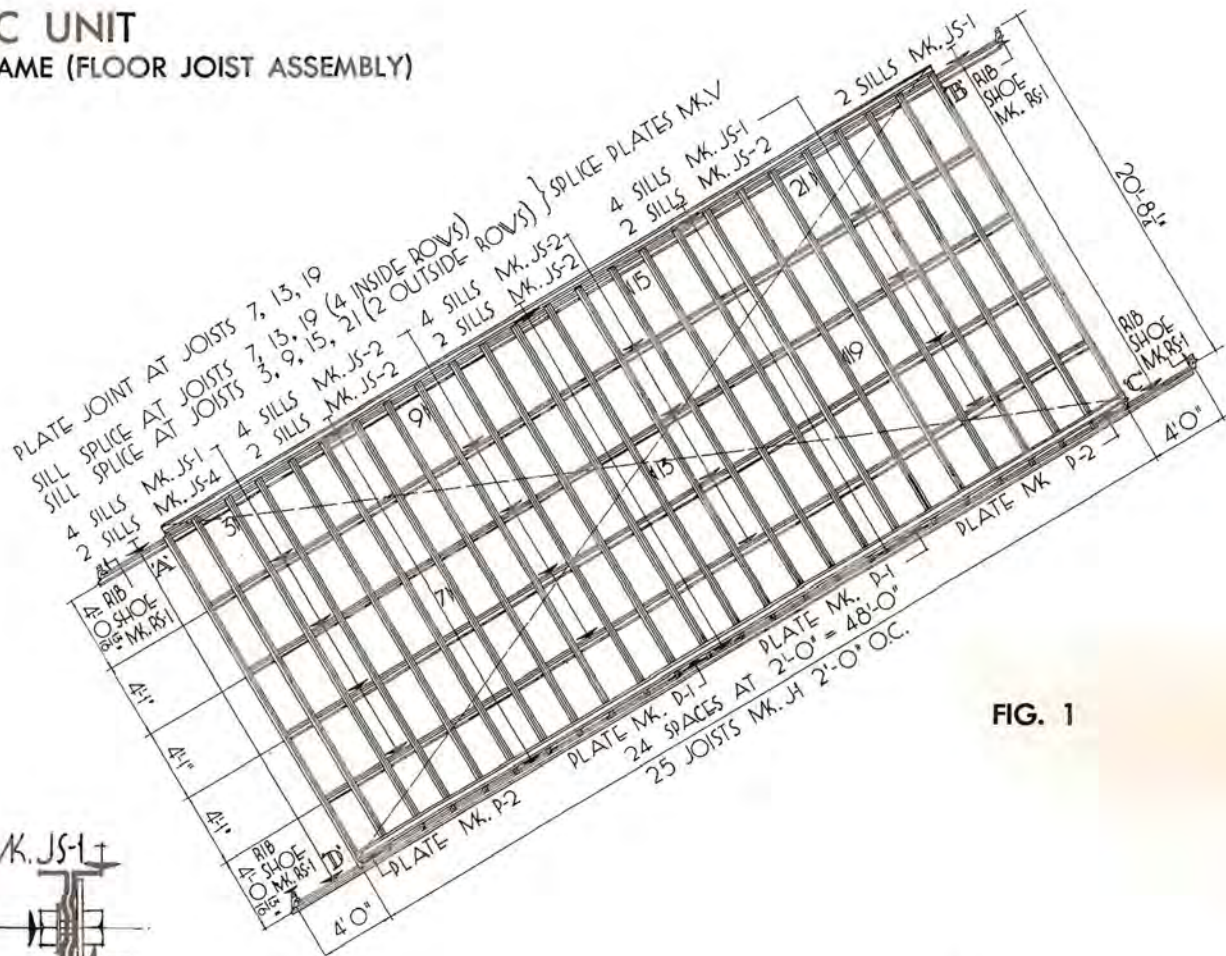 C UNIT
AME (FLOOR JOIST ASSEMBLY)
PLATE JOINT AT JOISTS 7, 13, 19
SILL SPLICE AT JOISTS 7, 13, 19 (4 INSIDE ROWS)
SILL SPLICE AT JOISTS 3, 9, 15, 21 (2 OUTSIDE ROWS) } SPLICE PLATES MK.V
4 SILLS MK. JS-1
2 SILLS MK. JS-4
4 SILLS MK. JS-2
2 SILLS MK. JS-2
4 SILLS MK. JS-2
2 SILLS MK. JS-2
4 SILLS MK. JS-1
2 SILLS MK. JS-2
2 SILLS MK. JS-1
"B"
RIB
SHOE
MK. RS-1
20'-8¼"
RIB
SHOE
MK. RS-1
"C"
4'0"
"A"
RIB
SHOE
MK. RS-1
3
9
15
21
7
13
19
4'-1"
4'-1"
4'-1"
RIB
SHOE
MK. RS-1
"D"
4'0"
PLATE MK. P-2
PLATE MK. P-1
PLATE MK. P-1
PLATE MK P-2
24 SPACES AT 2'-0" = 48'-0"
25 JOISTS MK. J-1 2'-0" O.C.
FIG. 1
MK. JS-1